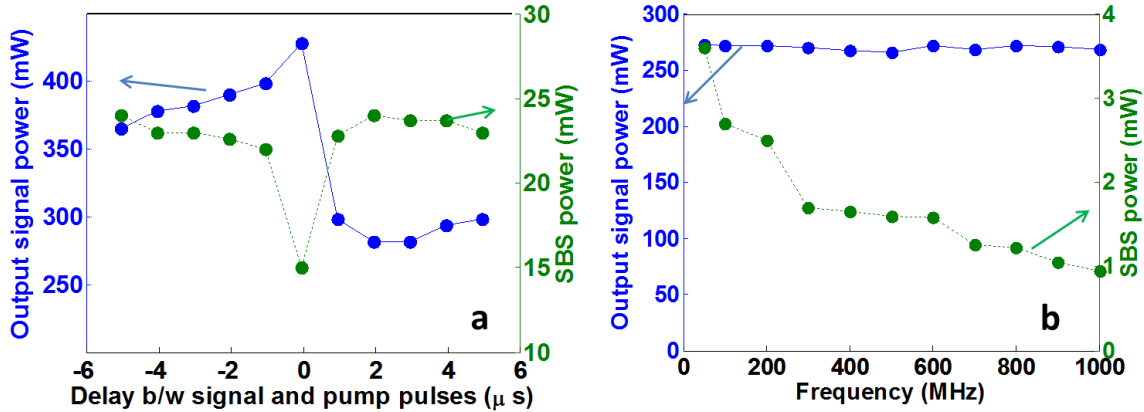 Output signal power (mW)
400
350
300
250
30
25
20
15
10
SBS power (mW)
-6 -4 -2 0 2 4 6
Delay b/w signal and pump pulses (μ s)
a
Output signal power (mW)
300
250
200
150
100
50
0
4
3
2
1
0
SBS power (mW)
0 200 400 600 800 1000
Frequency (MHz)
b